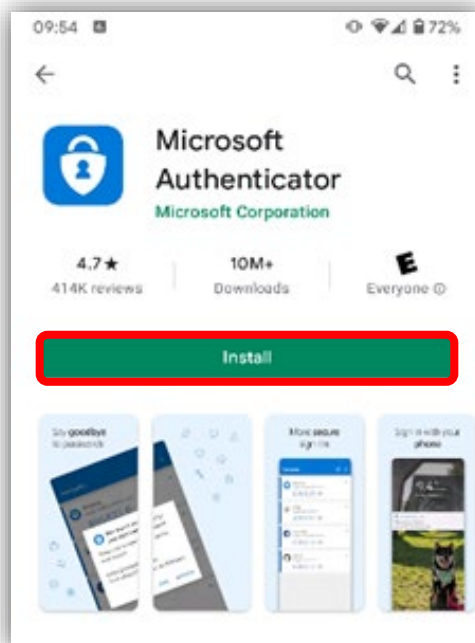 09:54
72%
Microsoft
Authenticator
Microsoft Corporation
4.7★
10M+
E
414K reviews
Downloads
Everyone
Install
Say goodbye
to passwords
More secure
sign ins
Sign in with your
phone